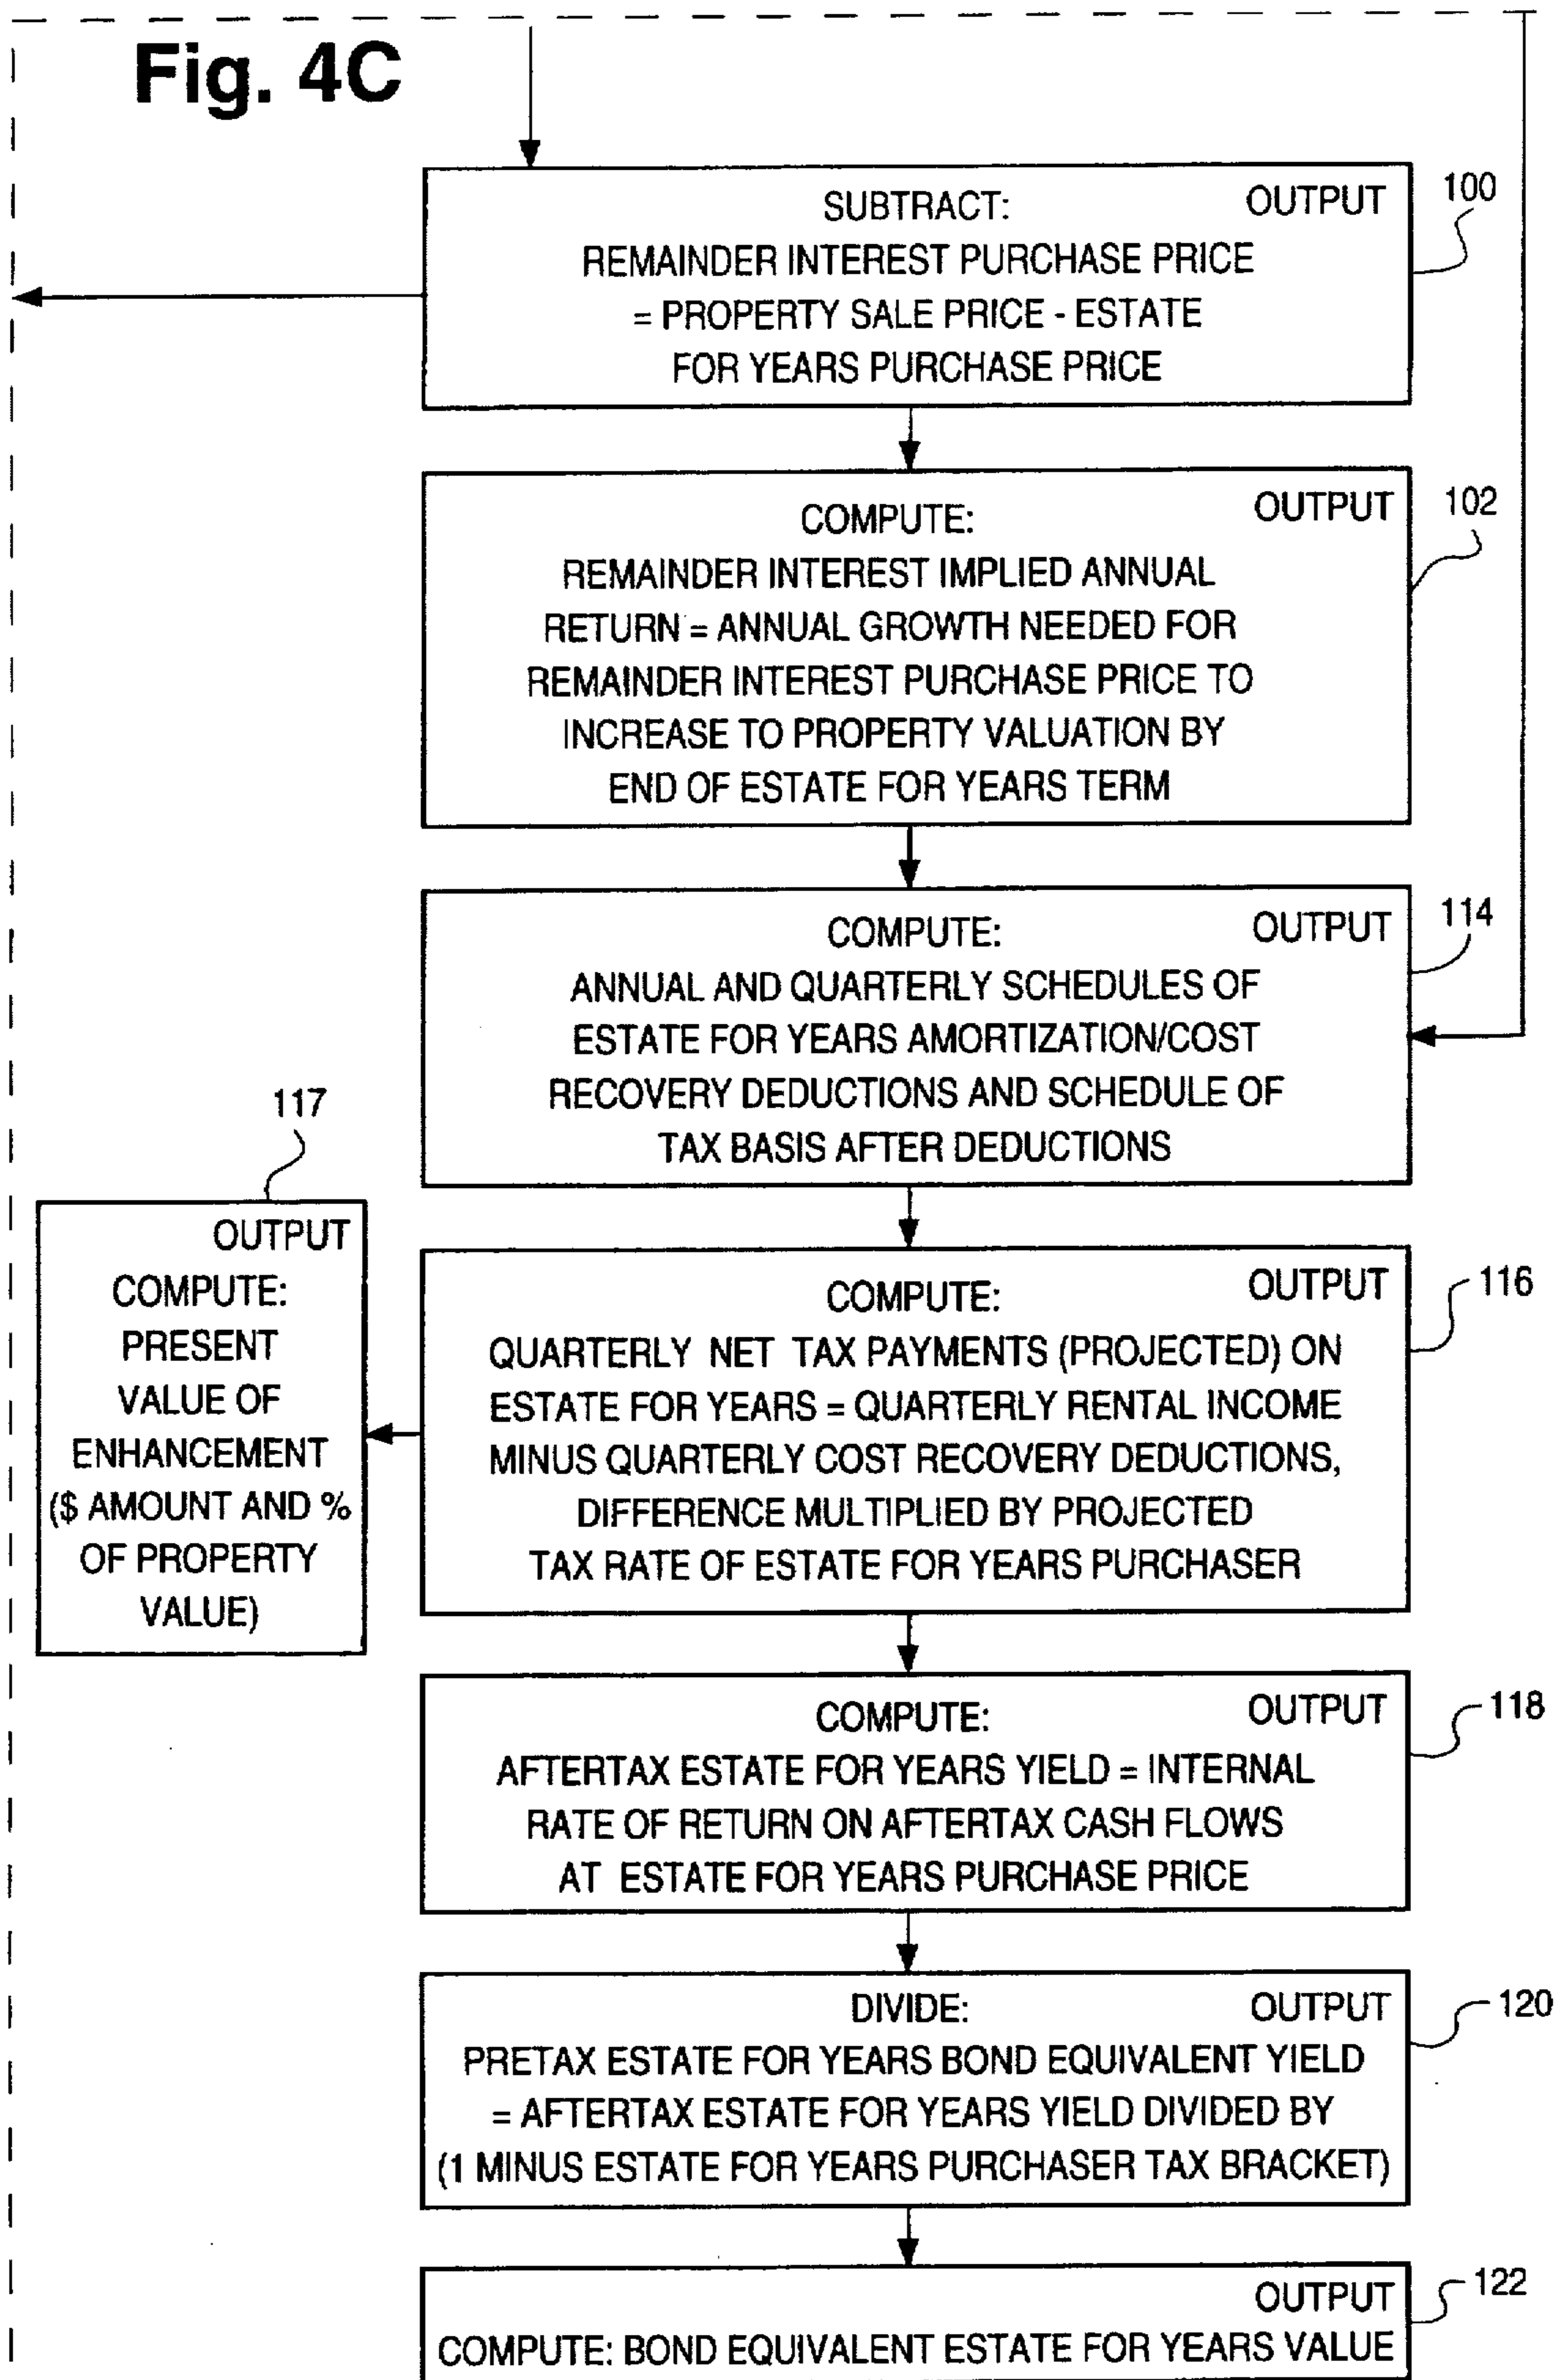 Fig. 4C
SUBTRACT: OUTPUT
100
REMAINDER INTEREST PURCHASE PRICE
= PROPERTY SALE PRICE - ESTATE
FOR YEARS PURCHASE PRICE
OUTPUT
102
COMPUTE:
REMAINDER INTEREST IMPLIED ANNUAL
RETURN = ANNUAL GROWTH NEEDED FOR
REMAINDER INTEREST PURCHASE PRICE TO
INCREASE TO PROPERTY VALUATION BY
END OF ESTATE FOR YEARS TERM
COMPUTE: OUTPUT
114
ANNUAL AND QUARTERLY SCHEDULES OF
ESTATE FOR YEARS AMORTIZATION/COST
RECOVERY DEDUCTIONS AND SCHEDULE OF
TAX BASIS AFTER DEDUCTIONS
117
OUTPUT
COMPUTE:
PRESENT
VALUE OF
ENHANCEMENT
($ AMOUNT AND %
OF PROPERTY
VALUE)
COMPUTE: OUTPUT
116
QUARTERLY NET TAX PAYMENTS (PROJECTED) ON
ESTATE FOR YEARS = QUARTERLY RENTAL INCOME
MINUS QUARTERLY COST RECOVERY DEDUCTIONS,
DIFFERENCE MULTIPLIED BY PROJECTED
TAX RATE OF ESTATE FOR YEARS PURCHASER
COMPUTE: OUTPUT
118
AFTERTAX ESTATE FOR YEARS YIELD = INTERNAL
RATE OF RETURN ON AFTERTAX CASH FLOWS
AT ESTATE FOR YEARS PURCHASE PRICE
DIVIDE: OUTPUT
120
PRETAX ESTATE FOR YEARS BOND EQUIVALENT YIELD
= AFTERTAX ESTATE FOR YEARS YIELD DIVIDED BY
(1 MINUS ESTATE FOR YEARS PURCHASER TAX BRACKET)
OUTPUT
122
COMPUTE: BOND EQUIVALENT ESTATE FOR YEARS VALUE